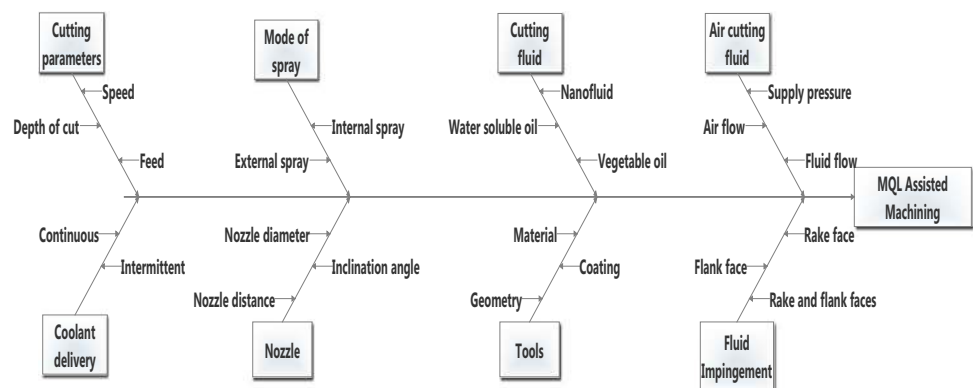 Cutting
parameters
Mode of
spray
Cutting
fluid
Air cutting
fluid
Speed
Depth of cut
Feed
Internal spray
External spray
Nanofluid
Water soluble oil
Vegetable oil
Supply pressure
Air flow
Fluid flow
MQL Assisted
Machining
Continuous
Intermittent
Nozzle diameter
Inclination angle
Nozzle distance
Material
Coating
Geometry
Rake face
Flank face
Rake and flank faces
Coolant
delivery
Nozzle
Tools
Fluid
Impingement